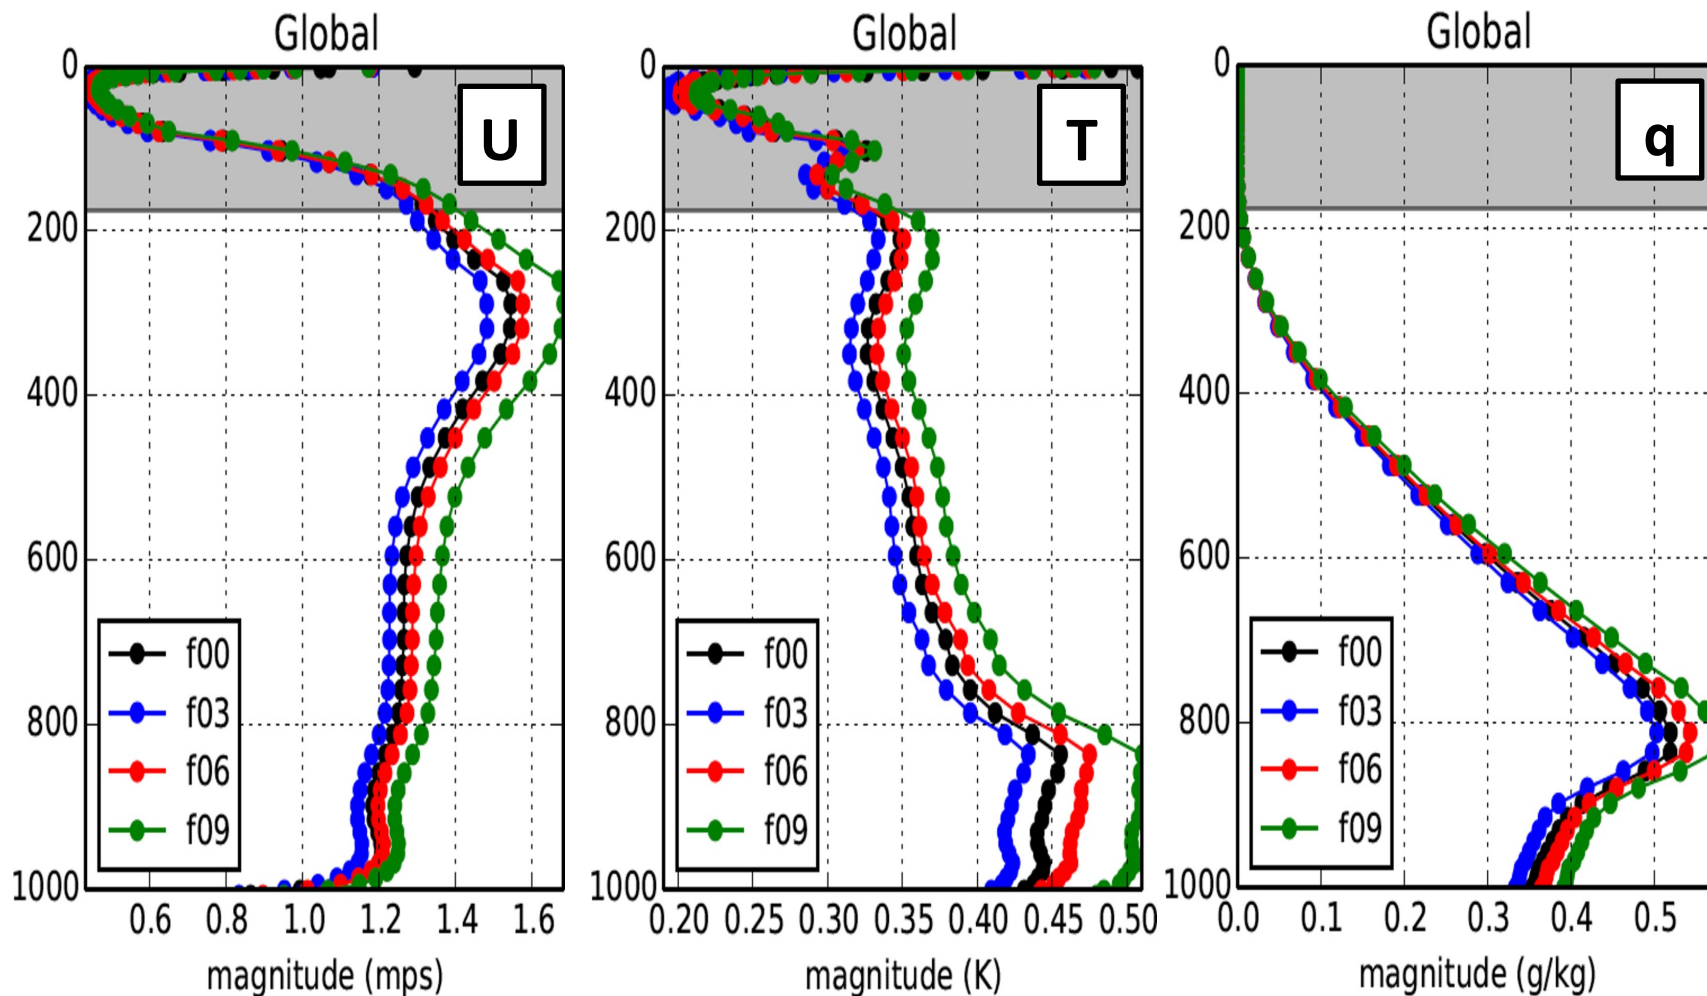 Global
U
0
200
400
600
800
1000
f00
f03
f06
f09
0.6 0.8 1.0 1.2 1.4 1.6
magnitude (mps)
Global
T
0
200
400
600
800
1000
f00
f03
f06
f09
0.20 0.25 0.30 0.35 0.40 0.45 0.50
magnitude (K)
Global
q
0
200
400
600
800
1000
f00
f03
f06
f09
0.0 0.1 0.2 0.3 0.4 0.5
magnitude (g/kg)